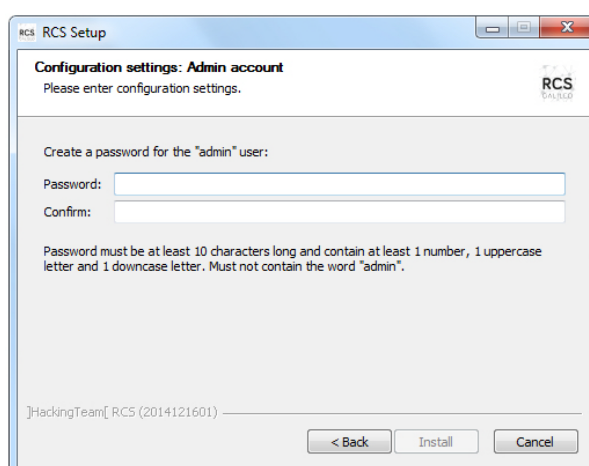 RCS RCS Setup
Configuration settings: Admin account
Please enter configuration settings.
RCS
GALILEO
Create a password for the "admin" user:
Password:
Confirm:
Password must be at least 10 characters long and contain at least 1 number, 1 uppercase
letter and 1 downcase letter. Must not contain the word "admin".
]HackingTeam[ RCS (2014121601)
< Back Install Cancel